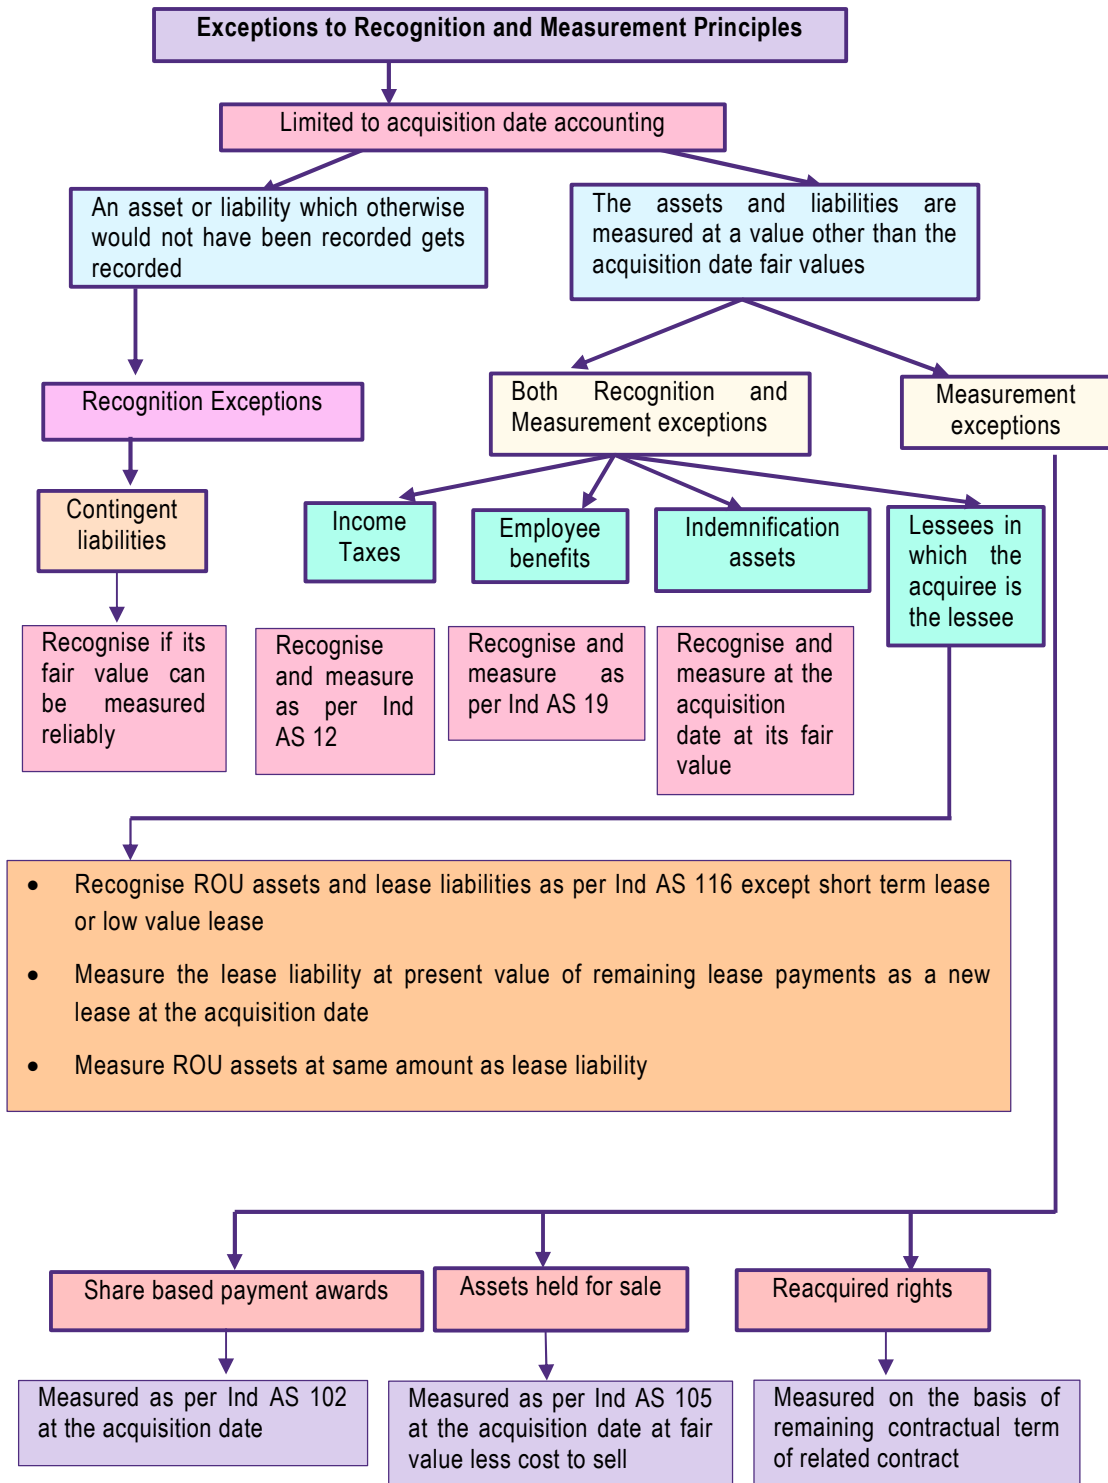 Exceptions to Recognition and Measurement Principles
Limited to acquisition date accounting
An asset or liability which otherwise
would not have been recorded gets
recorded
The assets and liabilities are
measured at a value other than the
acquisition date fair values
Recognition Exceptions
Both Recognition and
Measurement exceptions
Measurement
exceptions
Contingent
liabilities
Income
Taxes
Employee
benefits
Indemnification
assets
Lessees in
which the
acquiree is
the lessee
Recognise if its
fair value can
be measured
reliably
Recognise
and measure
as per Ind
AS 12
Recognise and
measure as
per Ind AS 19
Recognise and
measure at the
acquisition
date at its fair
value
• Recognise ROU assets and lease liabilities as per Ind AS 116 except short term lease
or low value lease
• Measure the lease liability at present value of remaining lease payments as a new
lease at the acquisition date
• Measure ROU assets at same amount as lease liability
Share based payment awards
Assets held for sale
Reacquired rights
Measured as per Ind AS 102
at the acquisition date
Measured as per Ind AS 105
at the acquisition date at fair
value less cost to sell
Measured on the basis of
remaining contractual term
of related contract